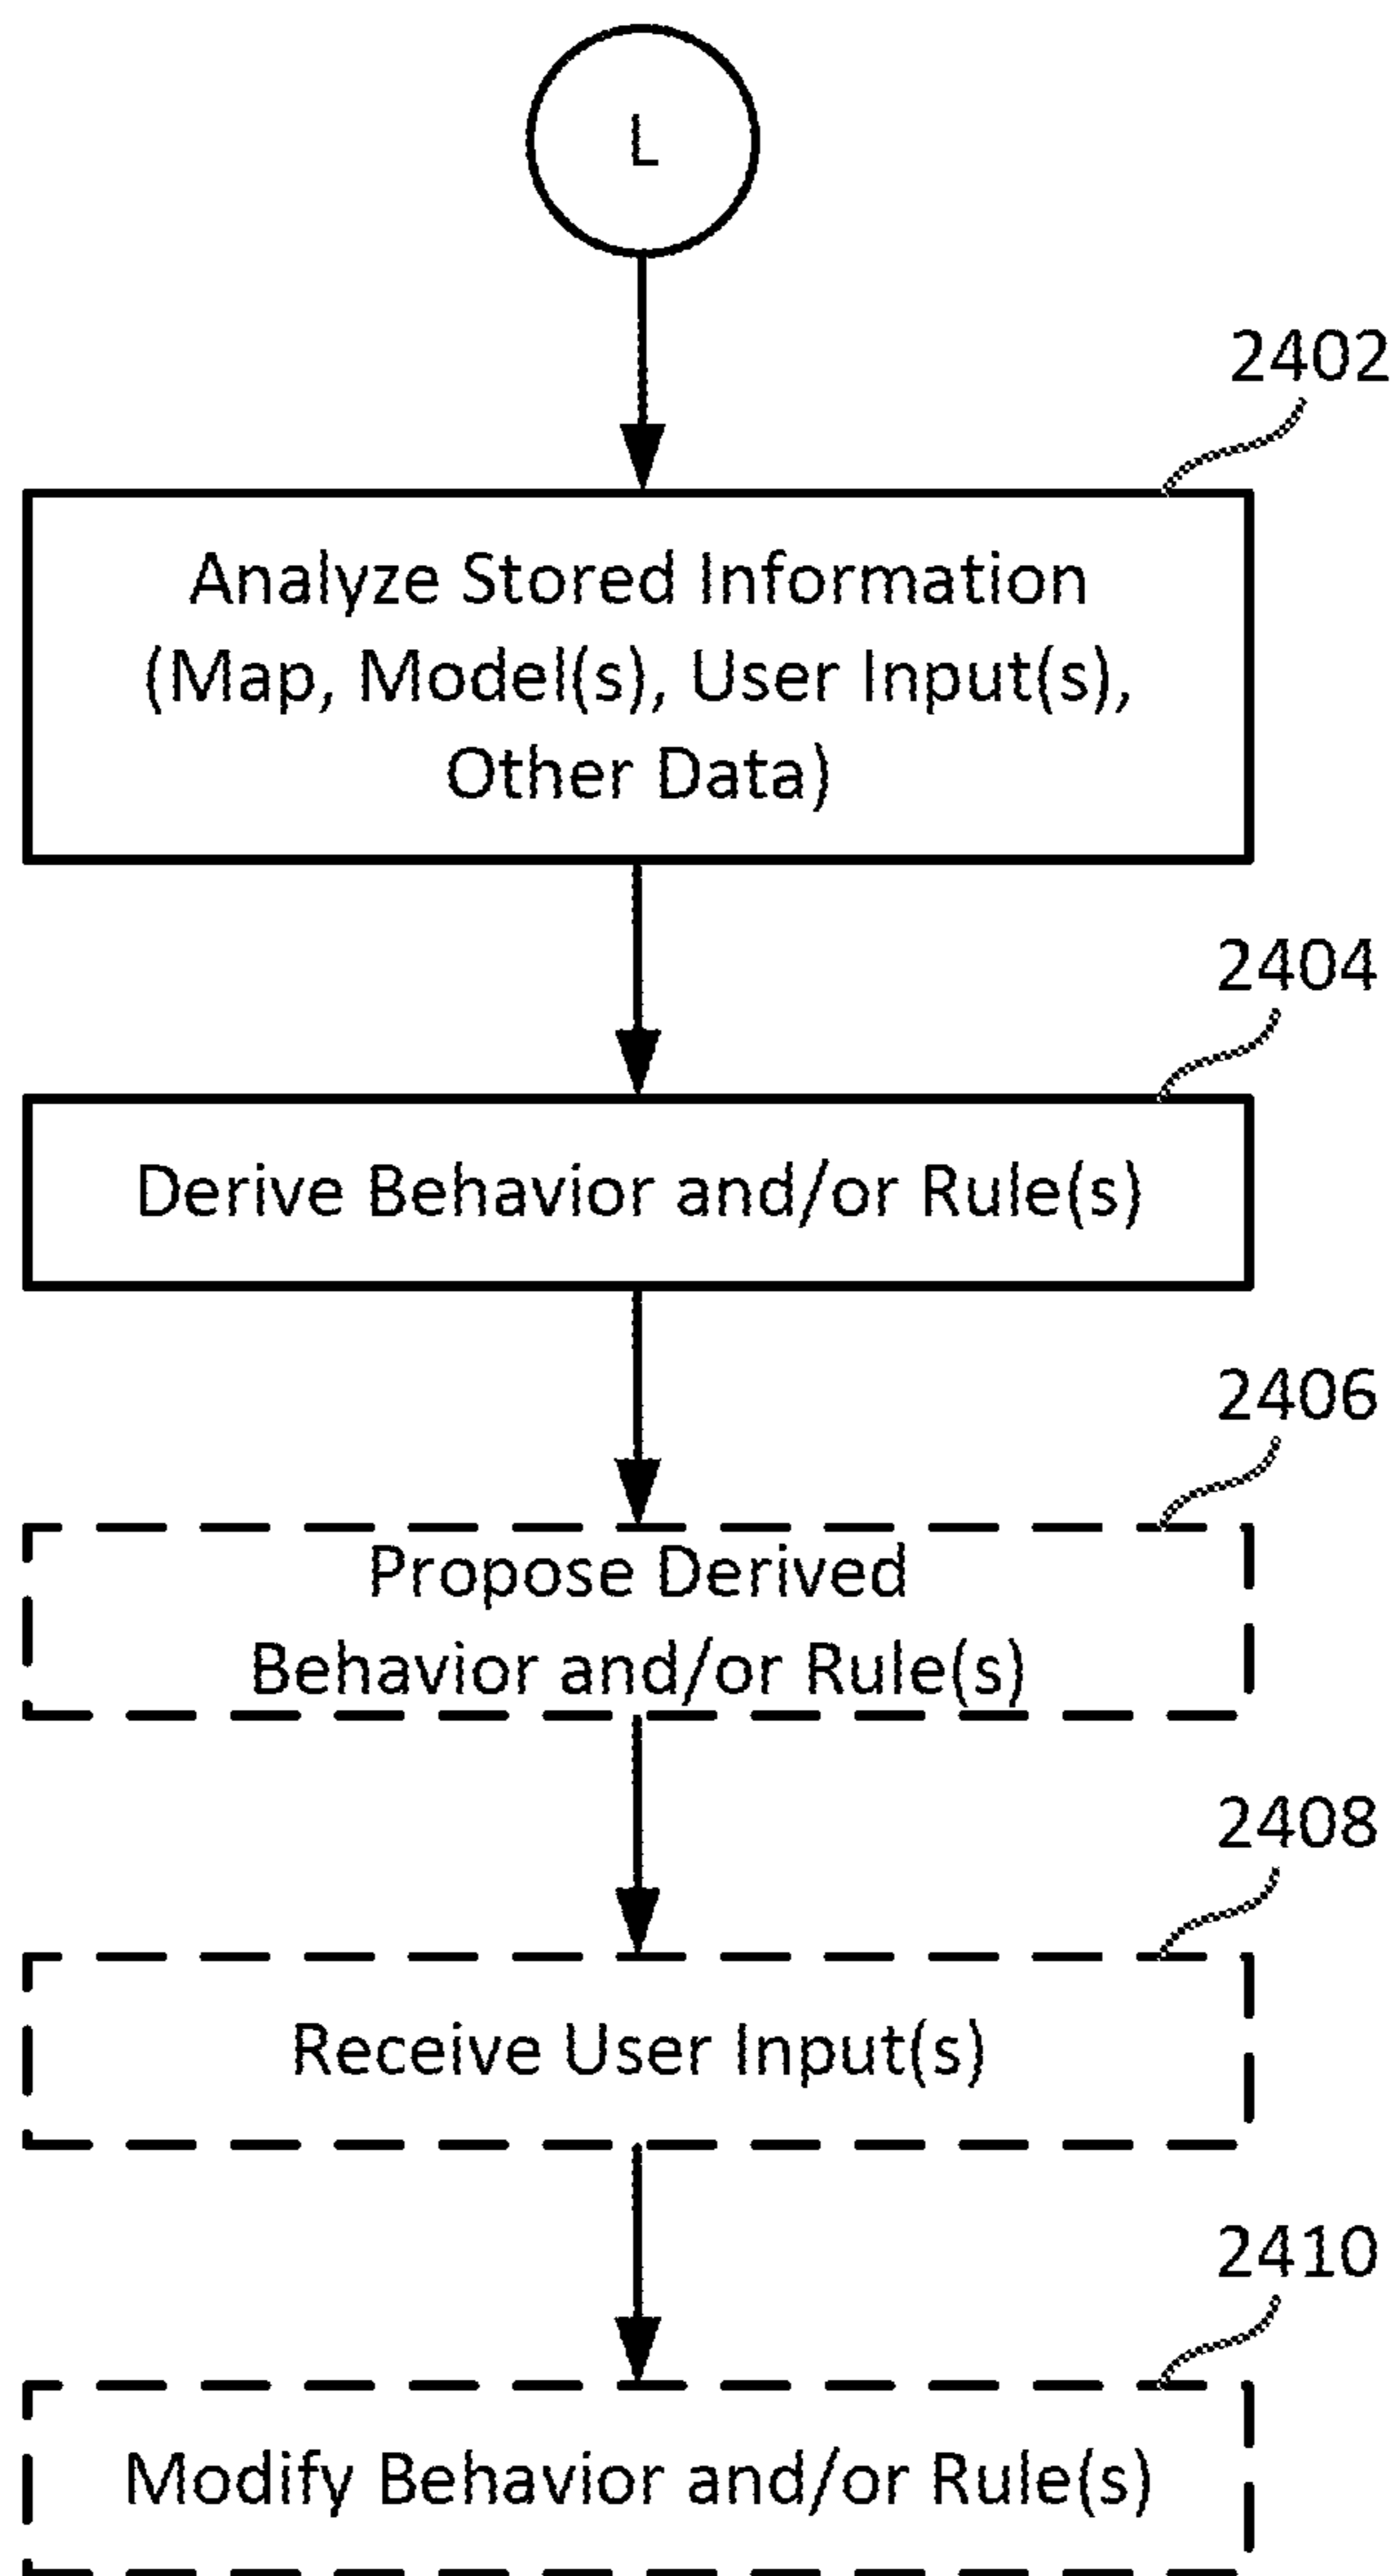 L
2402
Analyze Stored Information
(Map, Model(s), User Input(s),
Other Data)
2404
Derive Behavior and/or Rule(s)
2406
Propose Derived
Behavior and/or Rule(s)
2408
Receive User Input(s)
2410
Modify Behavior and/or Rule(s)